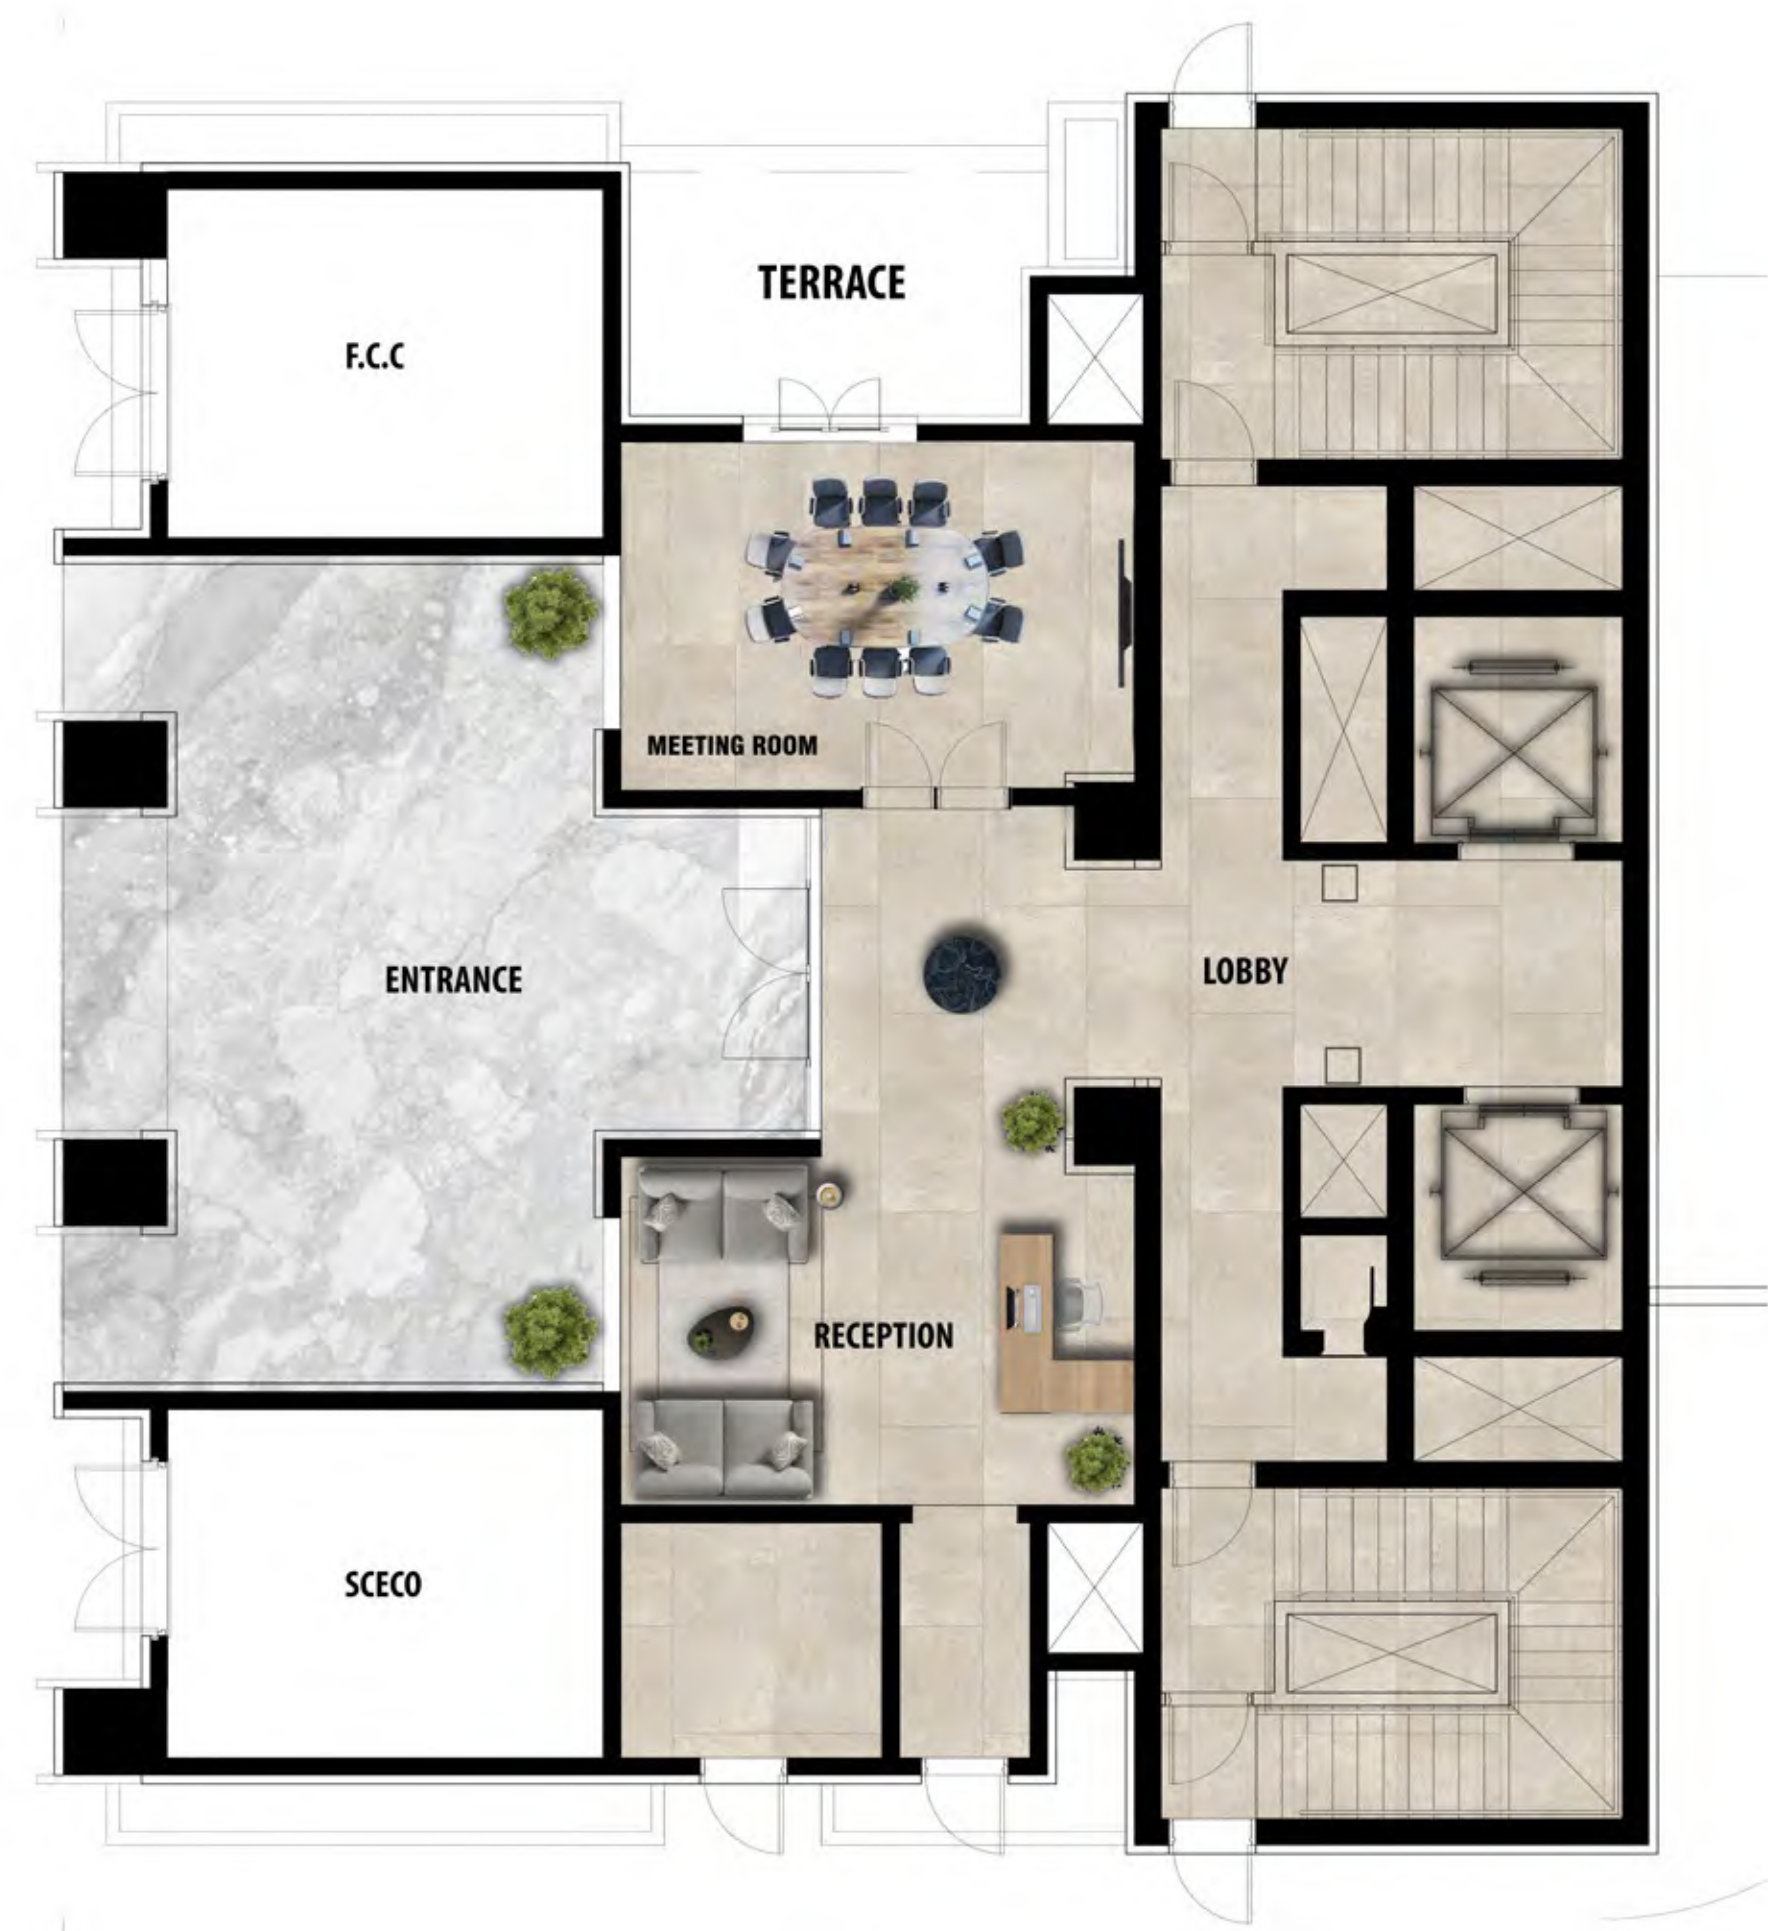 TERRACE
F.C.C
MEETING ROOM
ENTRANCE
LOBBY
RECEPTION
SCECO